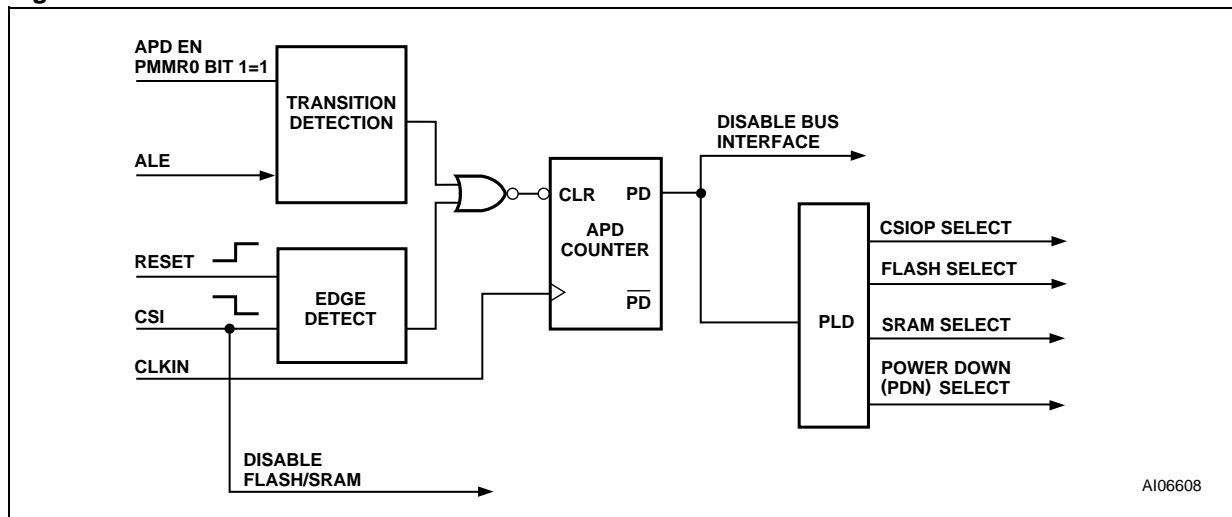 APD EN
PMMR0 BIT 1=1
TRANSITION
DETECTION
ALE
DISABLE BUS
INTERFACE
CLR PD
APD
COUNTER
PD
RESET
CSI
EDGE
DETECT
CLKIN
PLD
CSIOP SELECT
FLASH SELECT
SRAM SELECT
POWER DOWN
(PDN) SELECT
DISABLE
FLASH/SRAM
AI06608